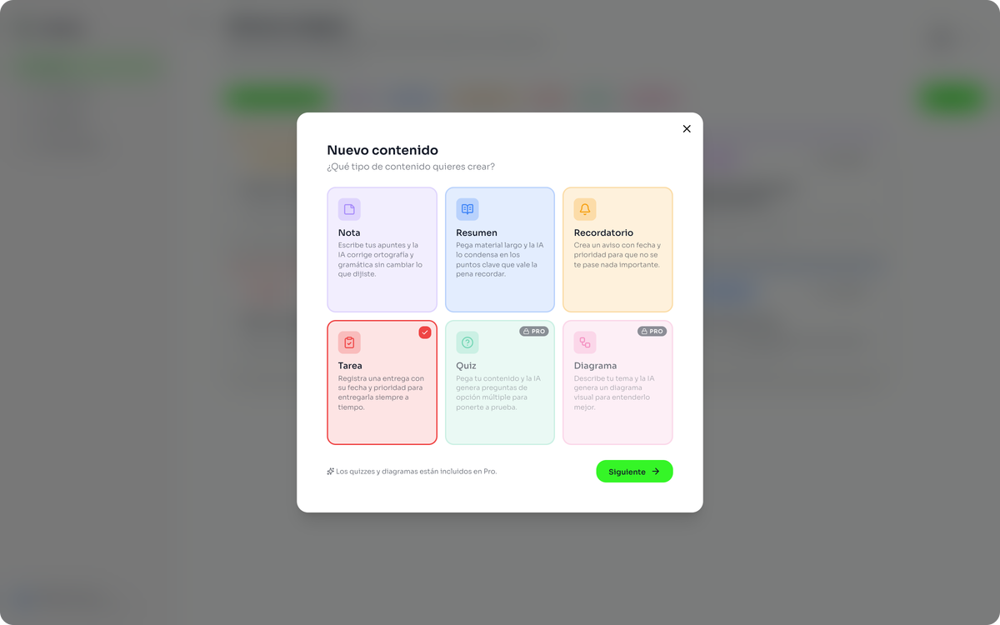 Nuevo contenido
¿Qué tipo de contenido quieres crear?
Nota
Escribe tus apuntes y la
IA corrige ortografía y
gramática sin cambiar lo
que dijiste.
Resumen
Pega material largo y la IA
lo condensa en los
puntos clave que vale la
pena recordar.
Recordatorio
Crea un aviso con fecha y
prioridad para que no se
te pase nada importante.
Tarea
Registra una entrega con
su fecha y prioridad para
entregarla siempre a
tiempo.
PRO
Quiz
Pega tu contenido y la IA
genera preguntas de
opción múltiple para
ponerte a prueba.
PRO
Diagrama
Describe tu tema y la IA
genera un diagrama
visual para entenderlo
mejor.
Los quizzes y diagramas están incluidos en Pro.
Siguiente